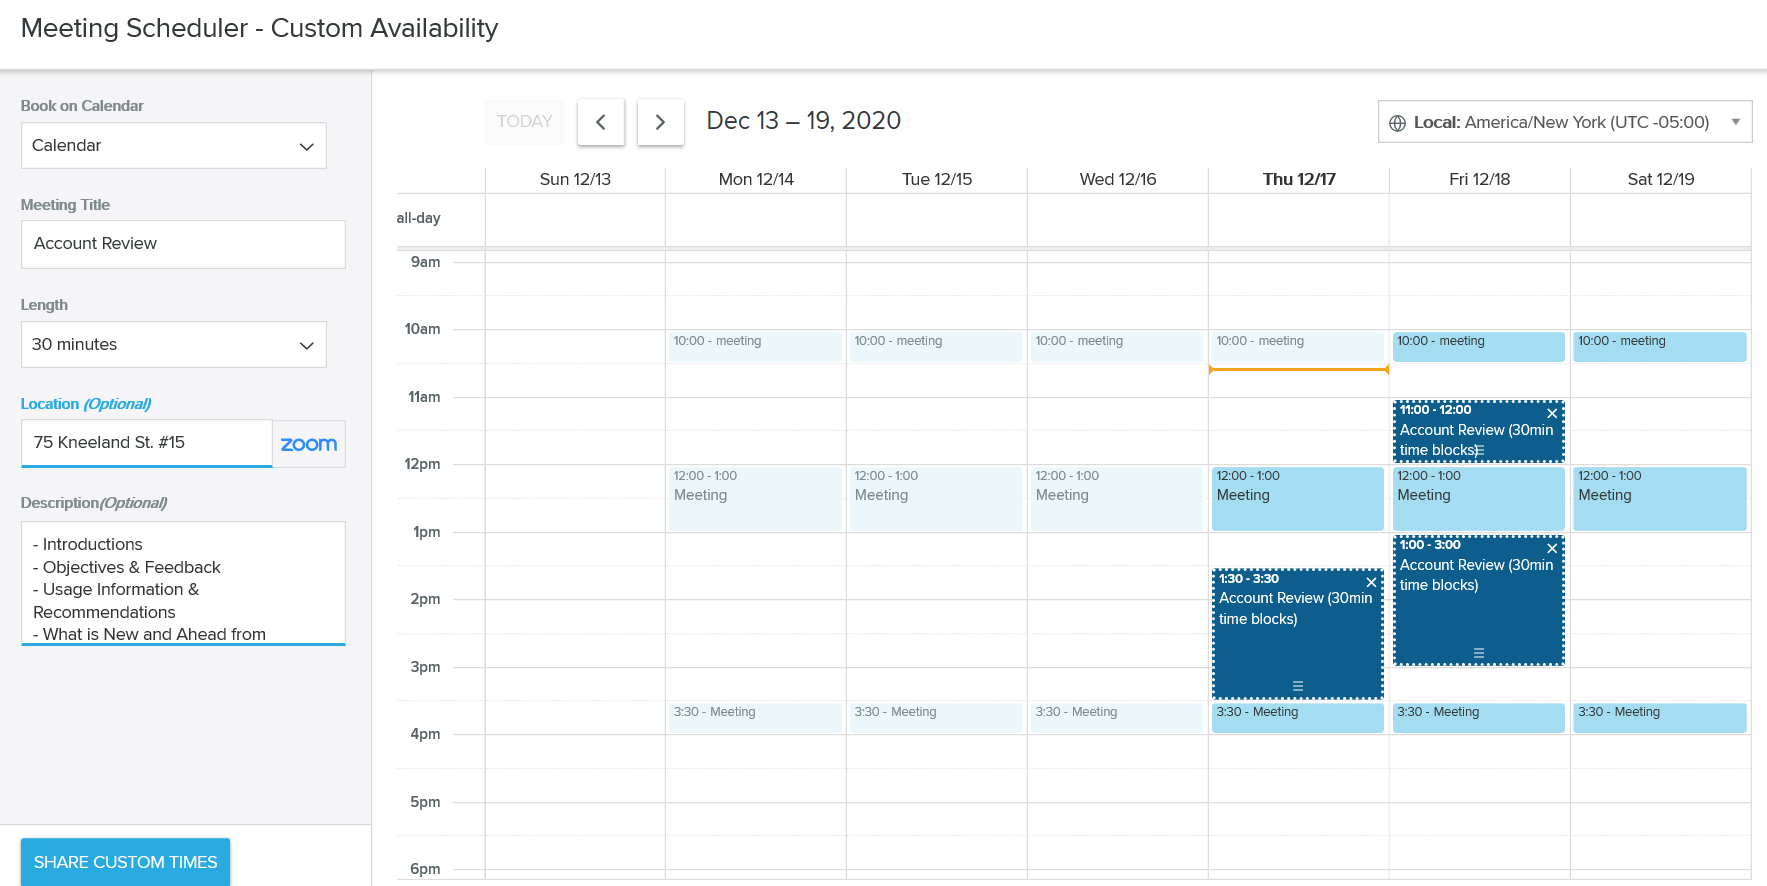 Meeting Scheduler - Custom Availability
Book on Calendar
Calendar
Meeting Title
Account Review
Length
30 minutes
Location (Optional)
75 Kneeland St. #15
zoom
Description(Optional)
- Introductions
- Objectives & Feedback
- Usage Information &
Recommendations
- What is New and Ahead from
SHARE CUSTOM TIMES
TODAY
Dec 13 – 19, 2020
Local: America/New York (UTC -05:00)
Sun 12/13 Mon 12/14 Tue 12/15 Wed 12/16 Thu 12/17 Fri 12/18 Sat 12/19
all-day
9am
10am
10:00 - meeting 10:00 - meeting 10:00 - meeting 10:00 - meeting 10:00 - meeting 10:00 - meeting
11am
11:00 - 12:00
Account Review (30min
time blocks)
12pm
12:00 - 1:00 12:00 - 1:00 12:00 - 1:00 12:00 - 1:00 12:00 - 1:00 12:00 - 1:00
Meeting Meeting Meeting Meeting Meeting Meeting
1pm
1:00 - 3:00
Account Review (30min
time blocks)
1:30 - 3:30
Account Review (30min
time blocks)
2pm
3pm
3:30 - Meeting 3:30 - Meeting 3:30 - Meeting 3:30 - Meeting 3:30 - Meeting 3:30 - Meeting
4pm
5pm
6pm